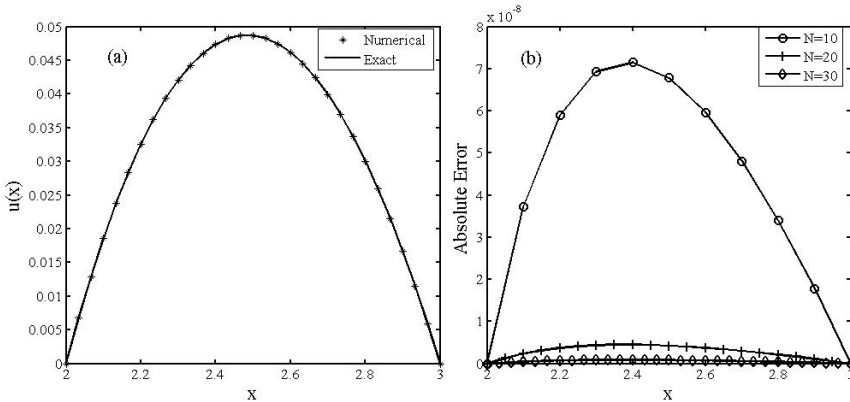 (a)
Numerical
Exact
0.05
0.045
0.04
0.035
0.03
0.025
0.02
0.015
0.01
0.005
0
u(x)
2
2.2
2.4
2.6
2.8
3
x
x 10^-8
(b)
N=10
N=20
N=30
8
7
6
5
4
3
2
1
0
Absolute Error
2
2.2
2.4
2.6
2.8
3
x